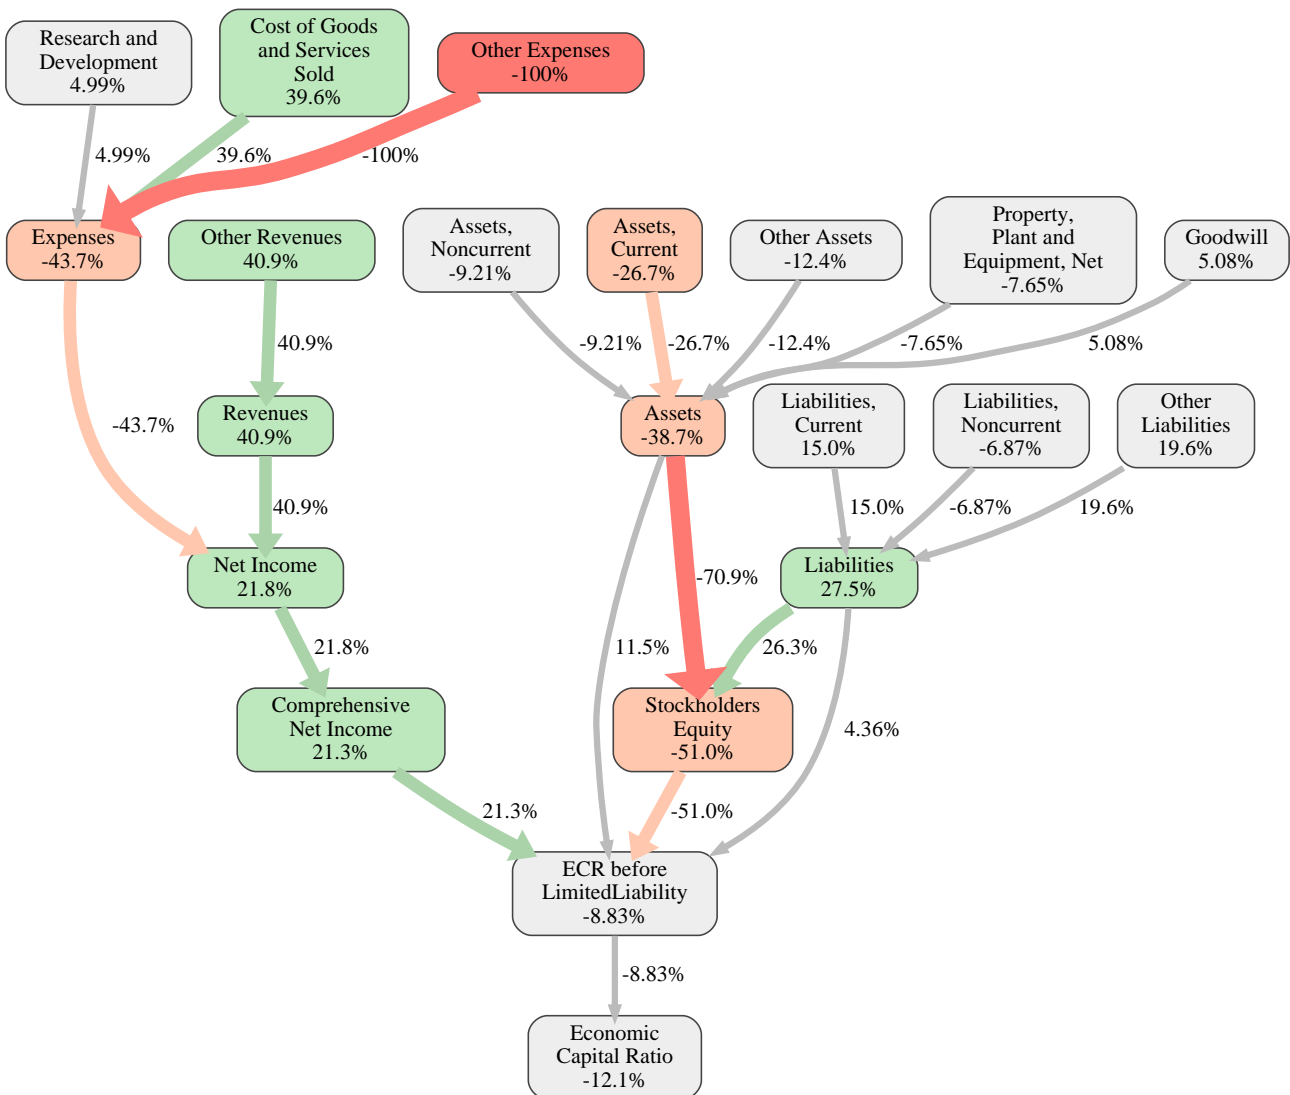 Research and
Development
4.99%
Cost of Goods
and Services
Sold
39.6%
Other Expenses
-100%
4.99%
39.6%
-100%
Expenses
-43.7%
Other Revenues
40.9%
Assets,
Noncurrent
-9.21%
Assets,
Current
-26.7%
Other Assets
-12.4%
Property,
Plant and
Equipment, Net
-7.65%
Goodwill
5.08%
40.9%
-9.21%
-26.7%
-12.4%
-7.65%
5.08%
-43.7%
Revenues
40.9%
Assets
-38.7%
Liabilities,
Current
15.0%
Liabilities,
Noncurrent
-6.87%
Other
Liabilities
19.6%
40.9%
15.0%
-6.87%
19.6%
Net Income
21.8%
-70.9%
Liabilities
27.5%
21.8%
11.5%
26.3%
Comprehensive
Net Income
21.3%
Stockholders
Equity
-51.0%
4.36%
21.3%
-51.0%
ECR before
LimitedLiability
-8.83%
-8.83%
Economic
Capital Ratio
-12.1%